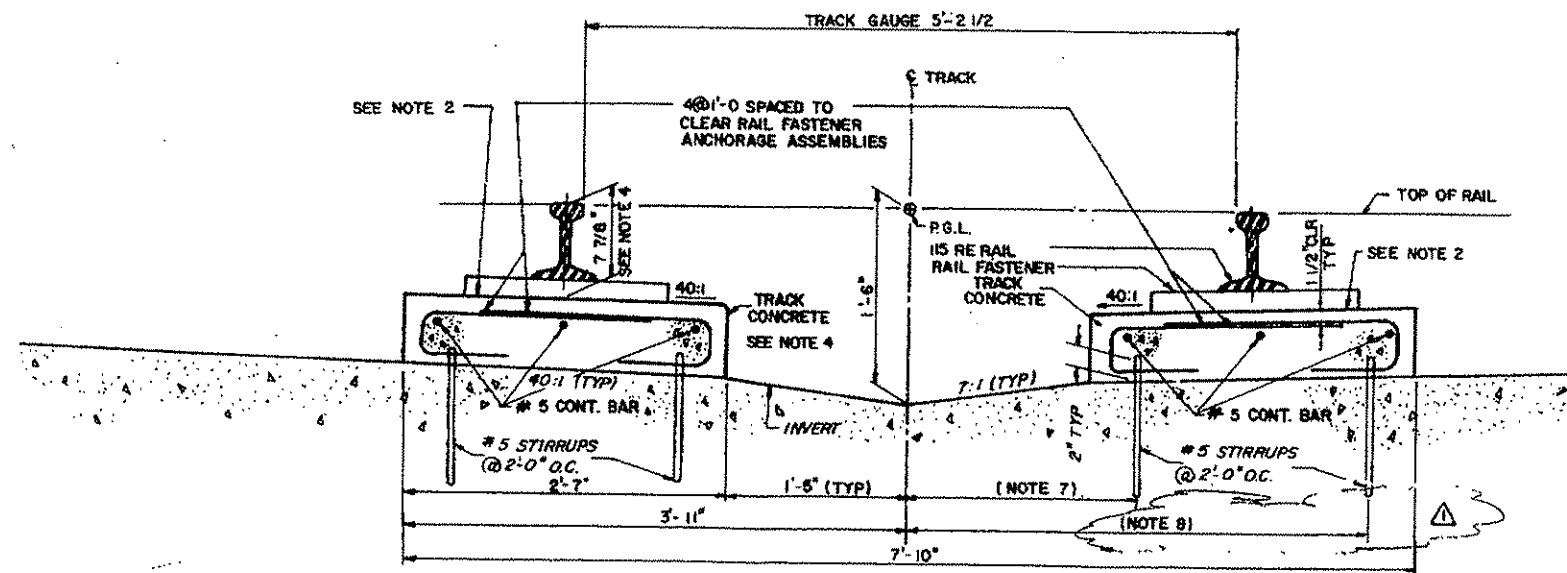 TRACK GAUGE 5'-2 1/2
℄ TRACK
SEE NOTE 2
4@1'-0 SPACED TO
CLEAR RAIL FASTENER
ANCHORAGE ASSEMBLIES
7 7/8"
SEE NOTE 4
1'-6"
P.G.L.
TOP OF RAIL
115 RE RAIL
RAIL FASTENER
TRACK
CONCRETE
1 1/2" CLR
TYP
SEE NOTE 2
40:1
TRACK
CONCRETE
SEE NOTE 4
40:1
40:1 (TYP)
7:1 (TYP)
# 5 CONT. BAR
INVERT
2" TYP
# 5 CONT. BAR
# 5 STIRRUPS
@ 2'-0" O.C.
# 5 STIRRUPS
@ 2'-0" O.C.
2'-7"
(TYP)
(NOTE 7)
3'-11"
(NOTE 8)
1
7'-10"